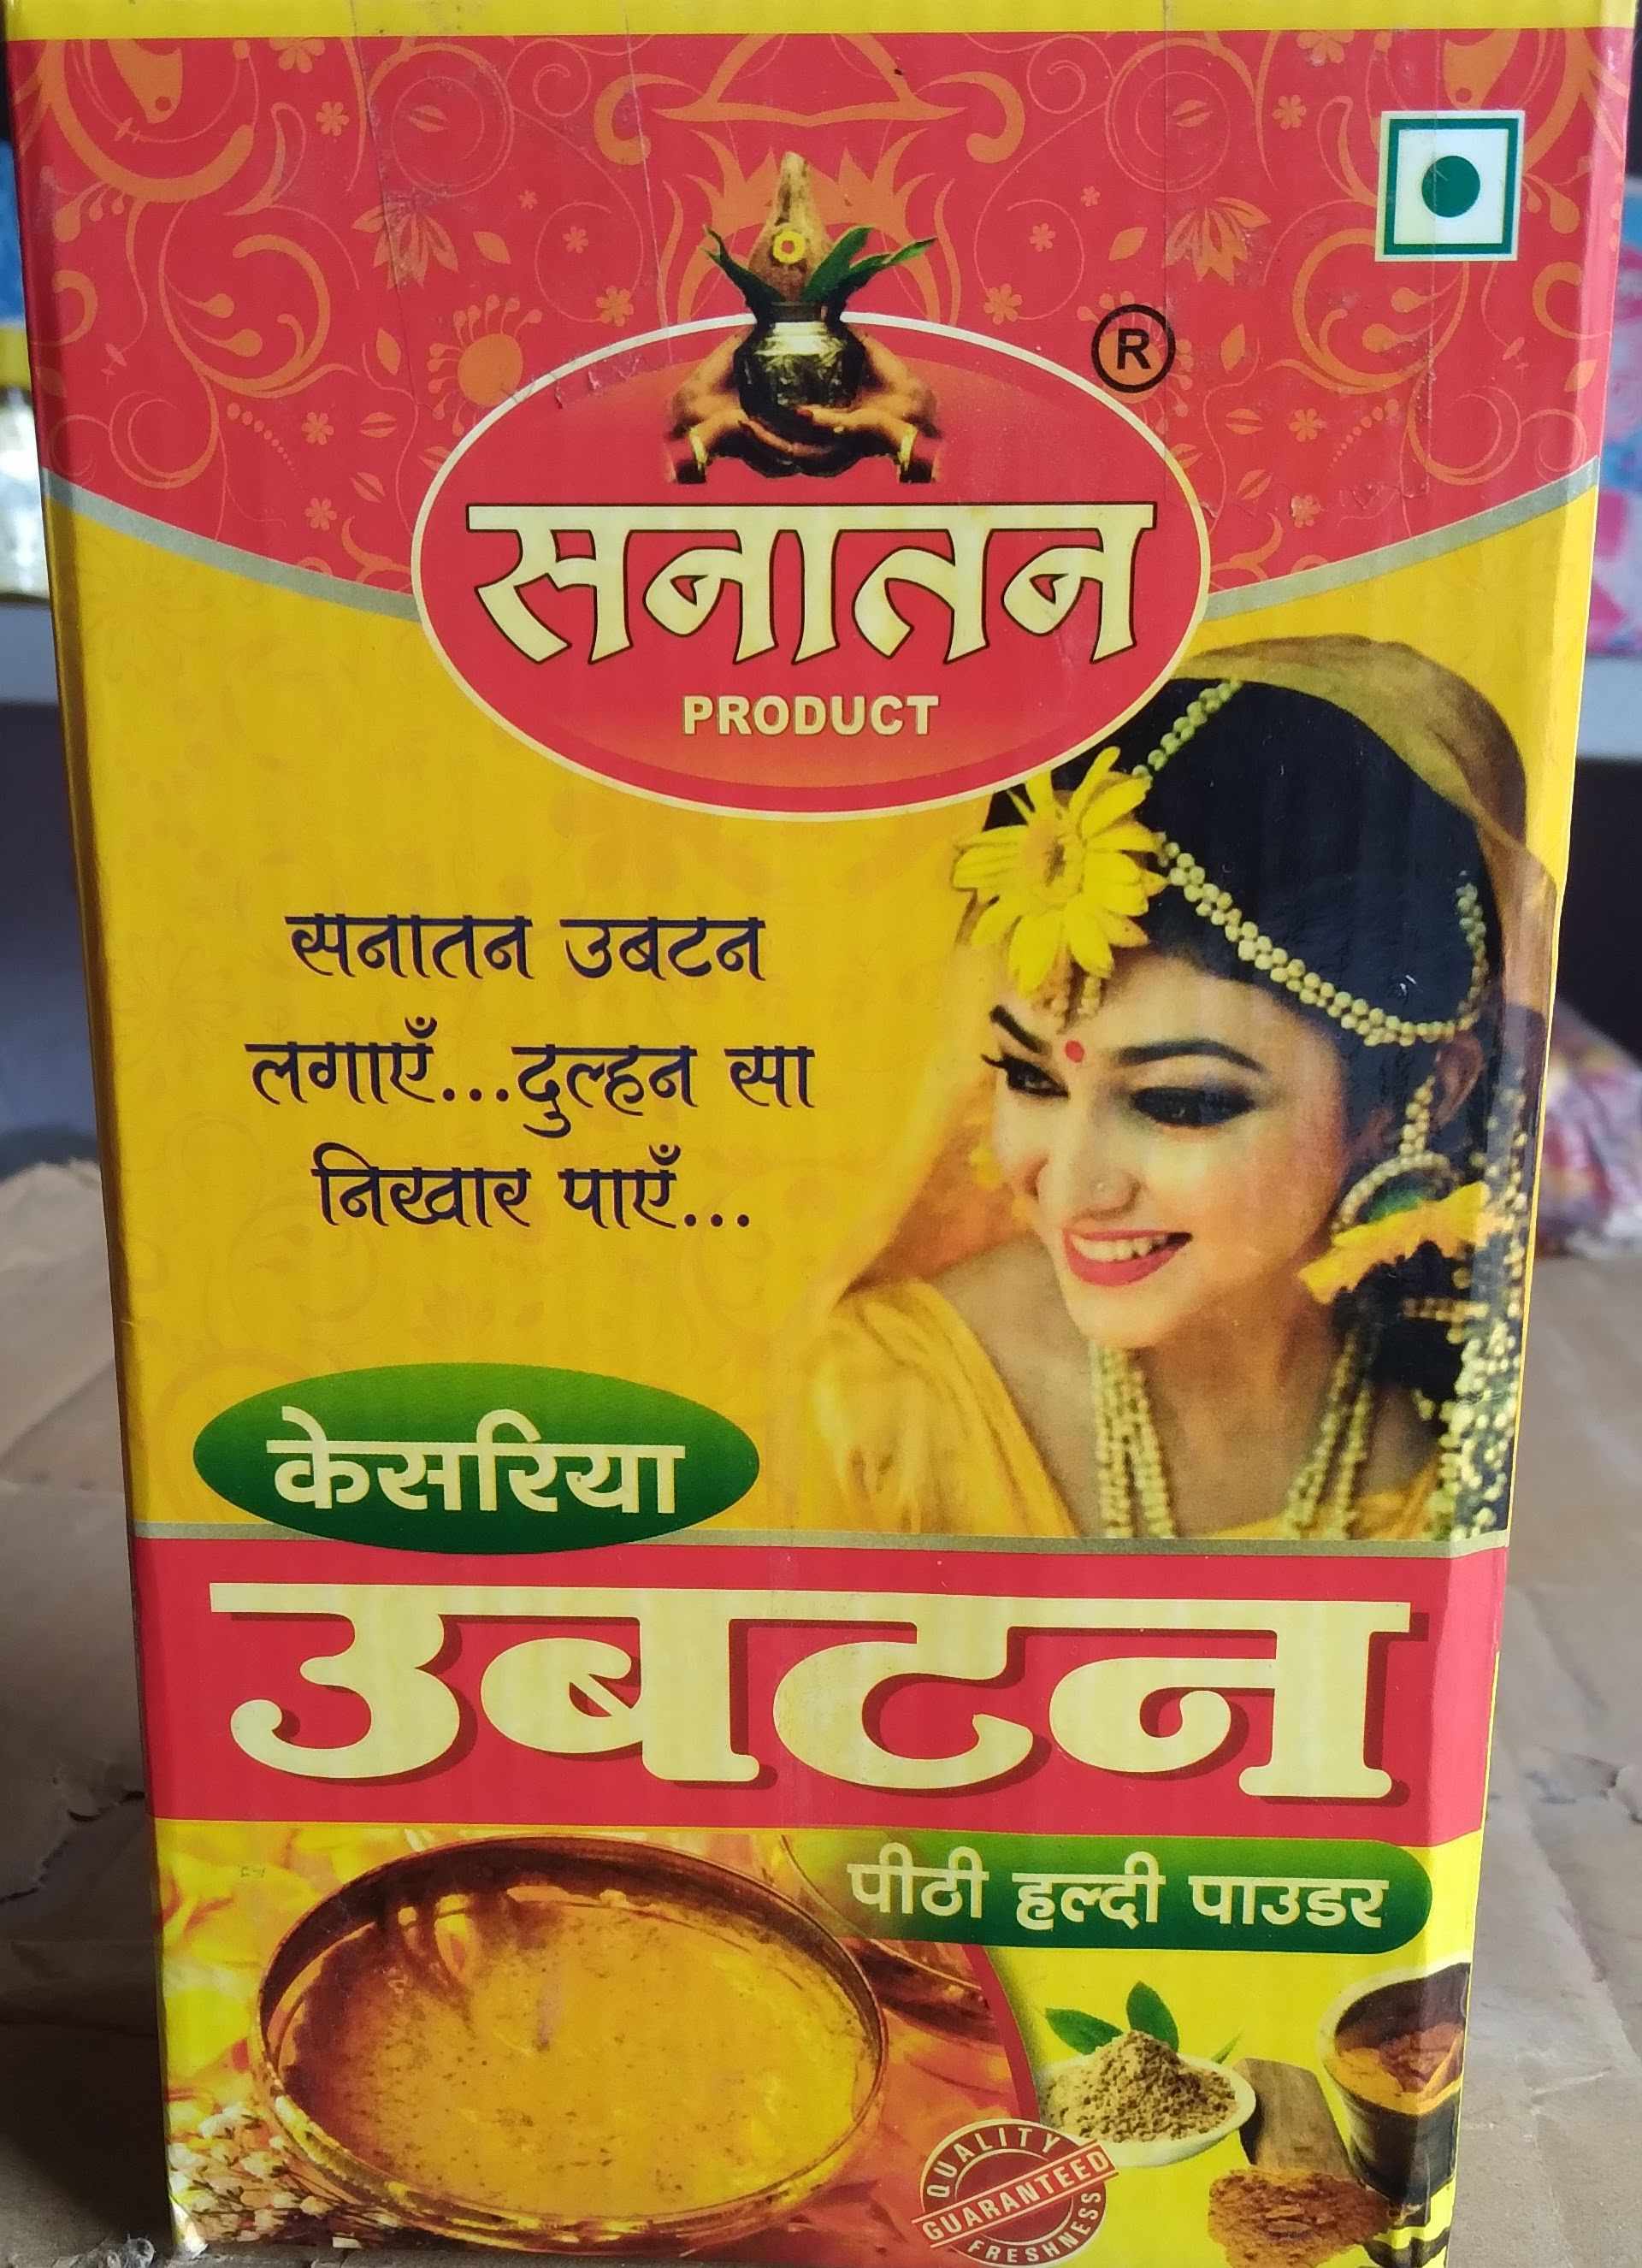 ®
सनातन
PRODUCT
सनातन उबटन
लगाएँ...दुल्हन सा
निखार पाएँ...
केसरिया
उबटन
पीठी हल्दी पाउडर
QUALITY
GUARANTEED
FRESHNESS